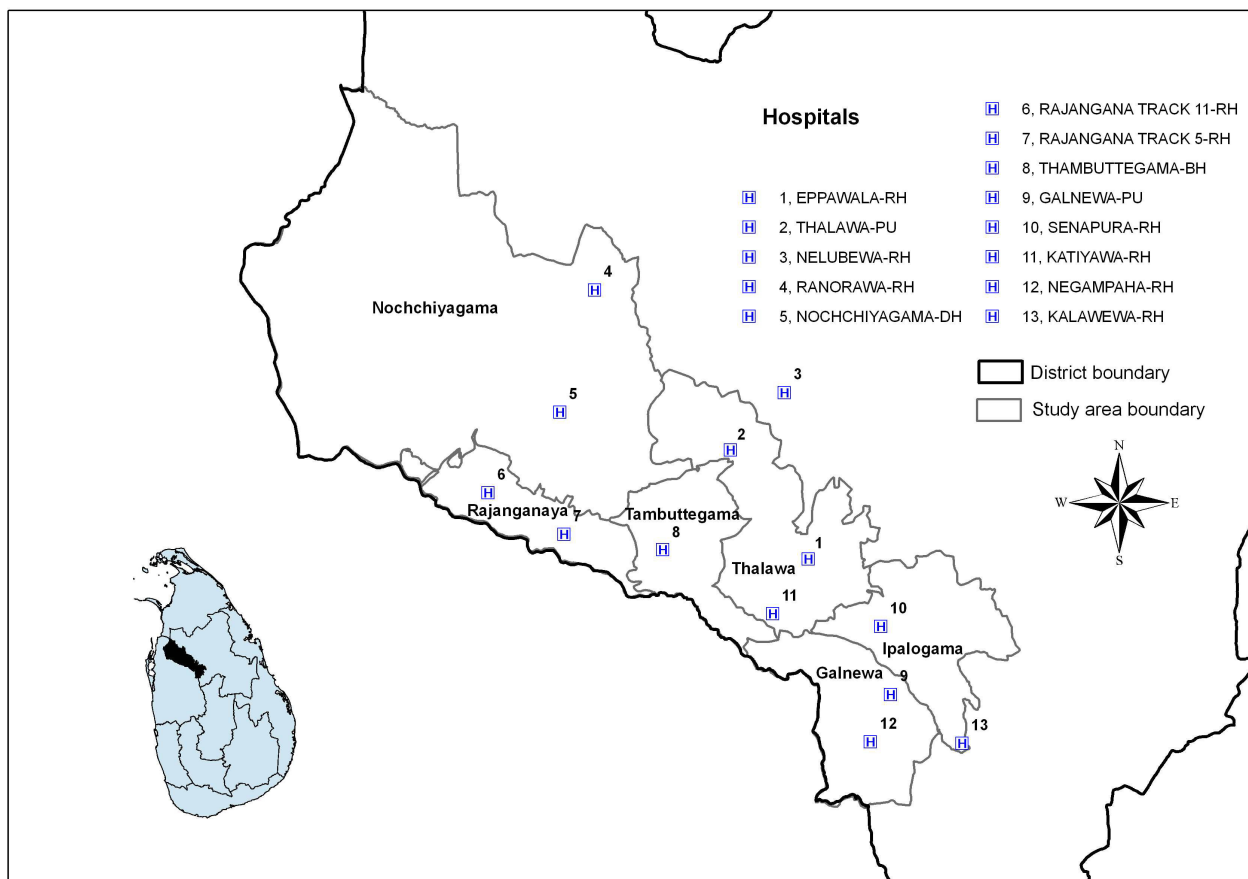 Hospitals
H 1, EPPAWALA-RH
H 2, THALAWA-PU
H 3, NELUBEWA-RH
H 4, RANORAWA-RH
H 5, NOCHCHIYAGAMA-DH
H 6, RAJANGANA TRACK 11-RH
H 7, RAJANGANA TRACK 5-RH
H 8, THAMBUTTEGAMA-BH
H 9, GALNEWA-PU
H 10, SENAPURA-RH
H 11, KATIYAWA-RH
H 12, NEGAMPAHA-RH
H 13, KALAWEWA-RH
District boundary
Study area boundary
N
W E
S
4
H
Nochchiyagama
3
H
5
H
2
H
6
H
Rajanganaya
7
H
Tambuttegama
8
H
1
H
Thalawa
11
H
10
H
Ipalogama
Galnewa
9
H
12
H
13
H